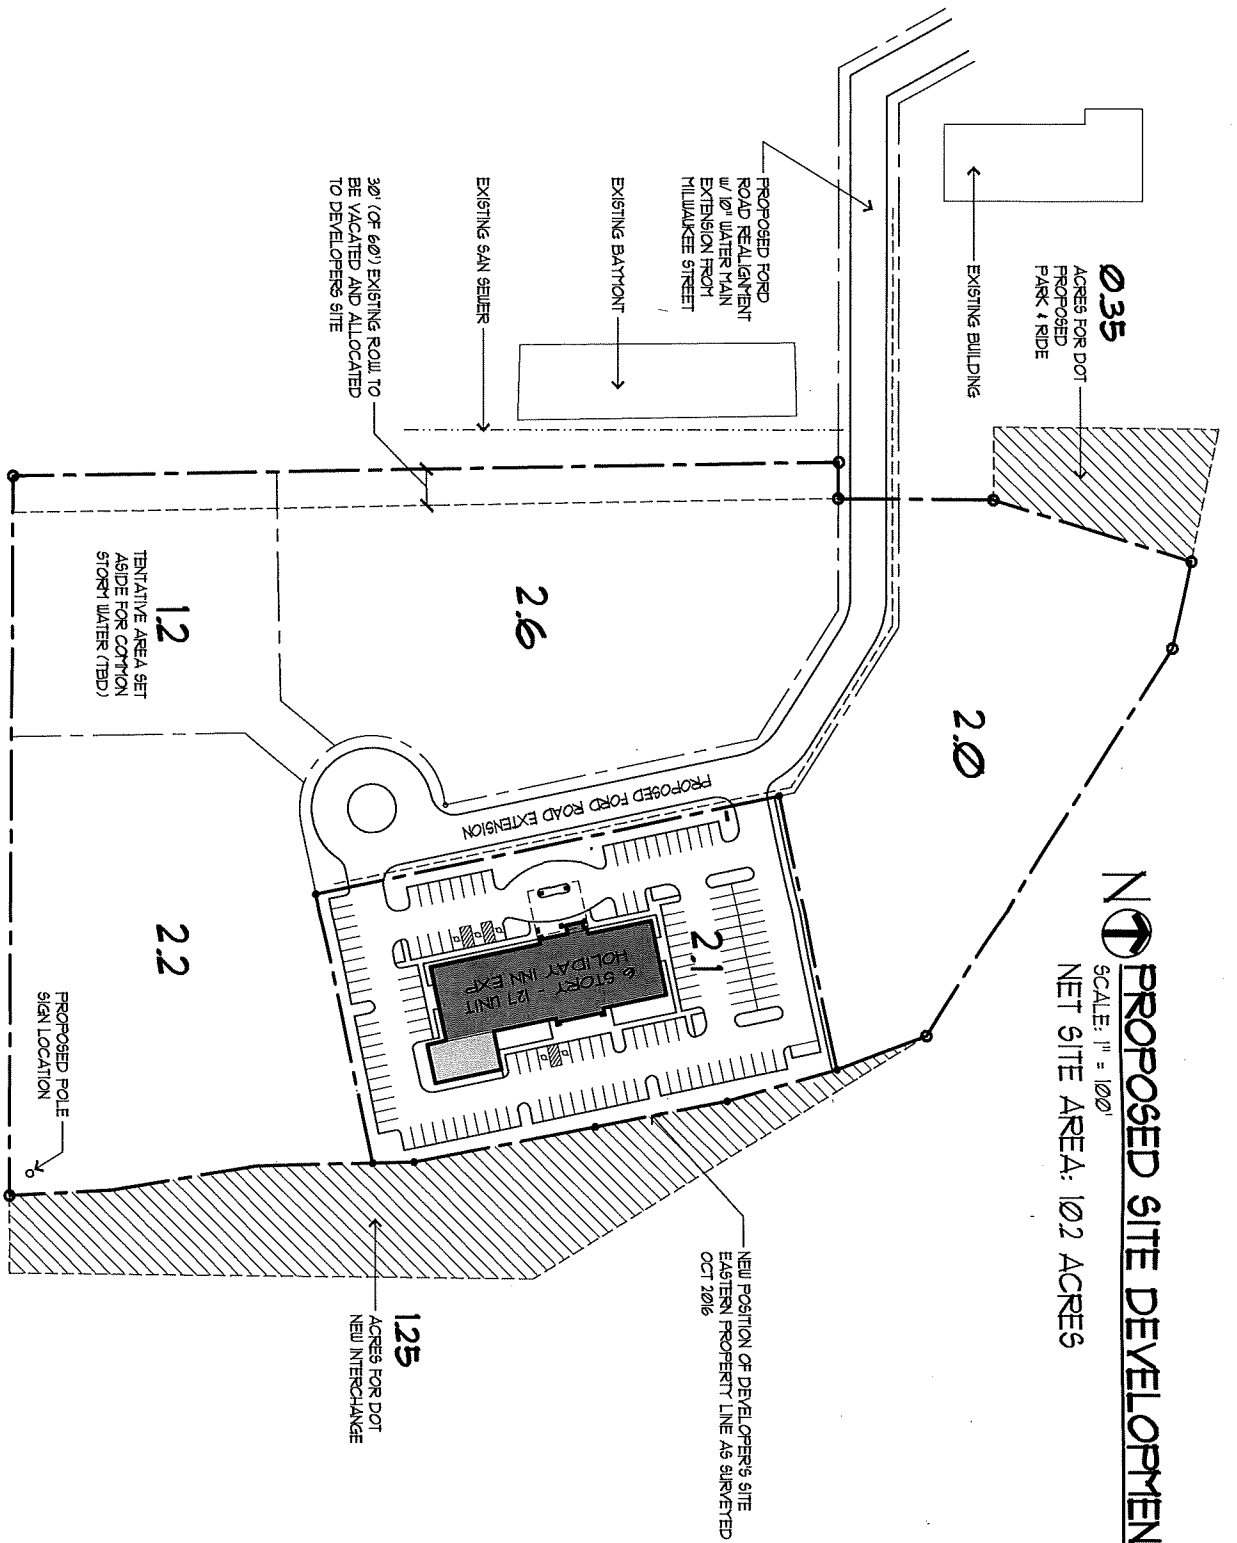 N
PROPOSED SITE DEVELOPMEN
SCALE: 1" = 100'
NET SITE AREA: 10.2 ACRES
0.35
ACRES FOR DOT
PROPOSED
PARK & RIDE
EXISTING BUILDING
PROPOSED FORD
ROAD REALIGNMENT
W/ 10" WATER MAIN
EXTENSION FROM
MILWAUKEE STREET
EXISTING BAYMONT
EXISTING SAN SEWER
30' (OF 60') EXISTING ROW TO
BE VACATED AND ALLOCATED
TO DEVELOPERS SITE
2.0
2.6
1.2
TENTATIVE AREA SET
ASIDE FOR COMMON
STORM WATER (TBD)
PROPOSED FORD ROAD EXTENSION
2.1
6 STORY - 127 UNIT
HOLIDAY INN EXP
2.2
PROPOSED POLE
SIGN LOCATION
NEW POSITION OF DEVELOPER'S SITE
EASTERN PROPERTY LINE AS SURVEYED
OCT 2016
1.25
ACRES FOR DOT
NEW INTERCHANGE